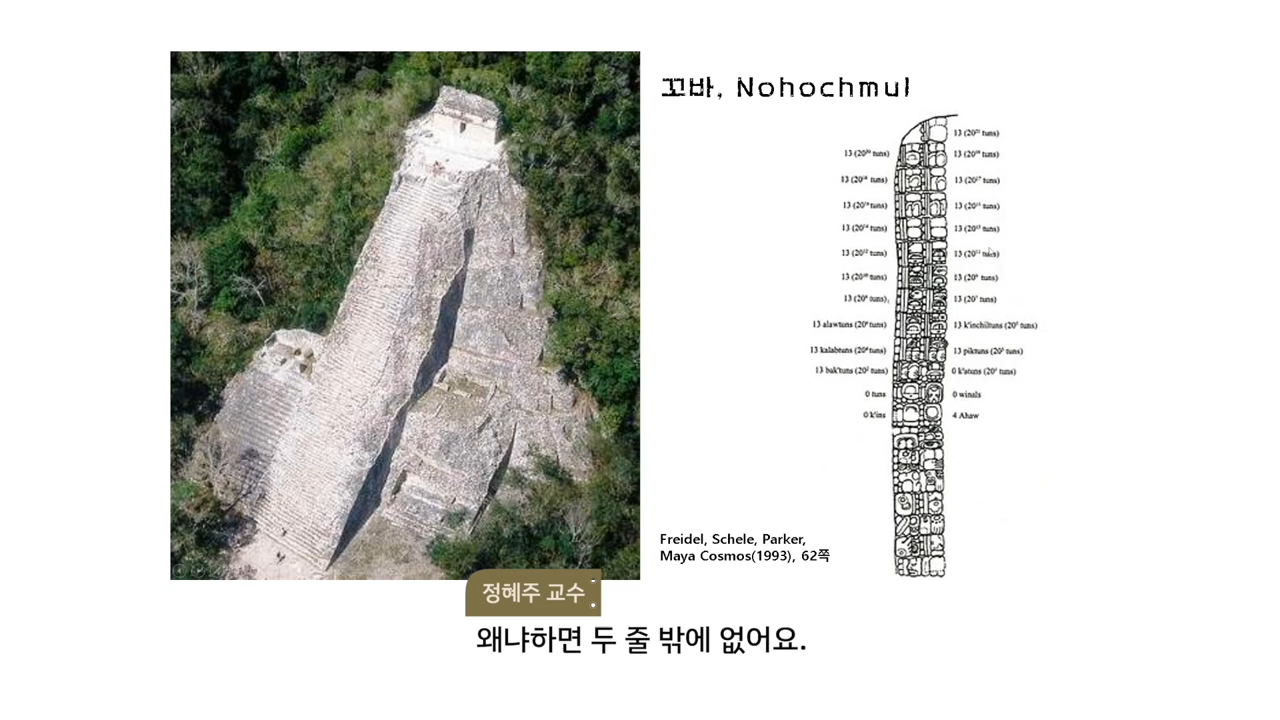 꼬바, Nohochmul
13 (20²¹ tuns)
13 (20²⁰ tuns)
13 (20¹⁹ tuns)
13 (20¹⁸ tuns)
13 (20¹⁷ tuns)
13 (20¹⁶ tuns)
13 (20¹⁵ tuns)
13 (20¹⁴ tuns)
13 (20¹³ tuns)
13 (20¹² tuns)
13 (20¹¹ tuns)
13 (20¹⁰ tuns)
13 (20⁹ tuns)
13 (20⁸ tuns)
13 (20⁷ tuns)
13 alawtuns (20⁶ tuns)
13 k'inchiltuns (20⁵ tuns)
13 kalabtuns (20⁴ tuns)
13 piktuns (20³ tuns)
13 bak'tuns (20² tuns)
0 k'atuns (20¹ tuns)
0 tuns
0 winals
0 k'ins
4 Ahaw
Freidel, Schele, Parker,
Maya Cosmos(1993), 62쪽
정혜주 교수
왜냐하면 두 줄 밖에 없어요.